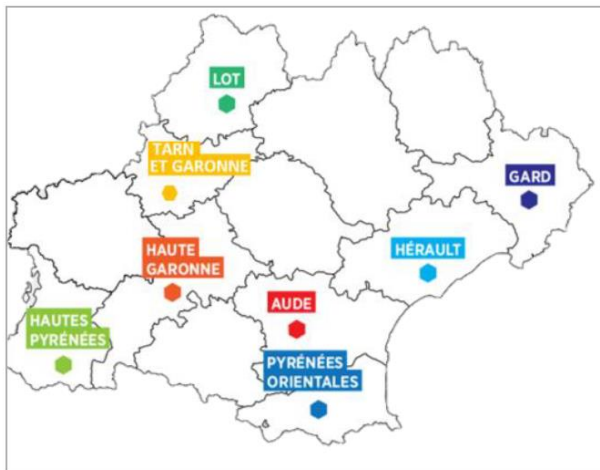 LOT
TARN
ET GARONNE
GARD
HAUTE
GARONNE
HÉRAULT
AUDE
HAUTES
PYRÉNÉES
PYRÉNÉES
ORIENTALES